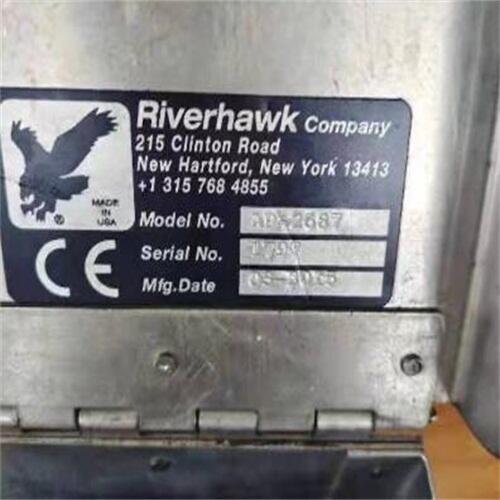 Riverhawk Company
215 Clinton Road
New Hartford, New York 13413
+1 315 768 4855
MADE
IN
USA
®
CE
Model No.
Serial No.
Mfg.Date